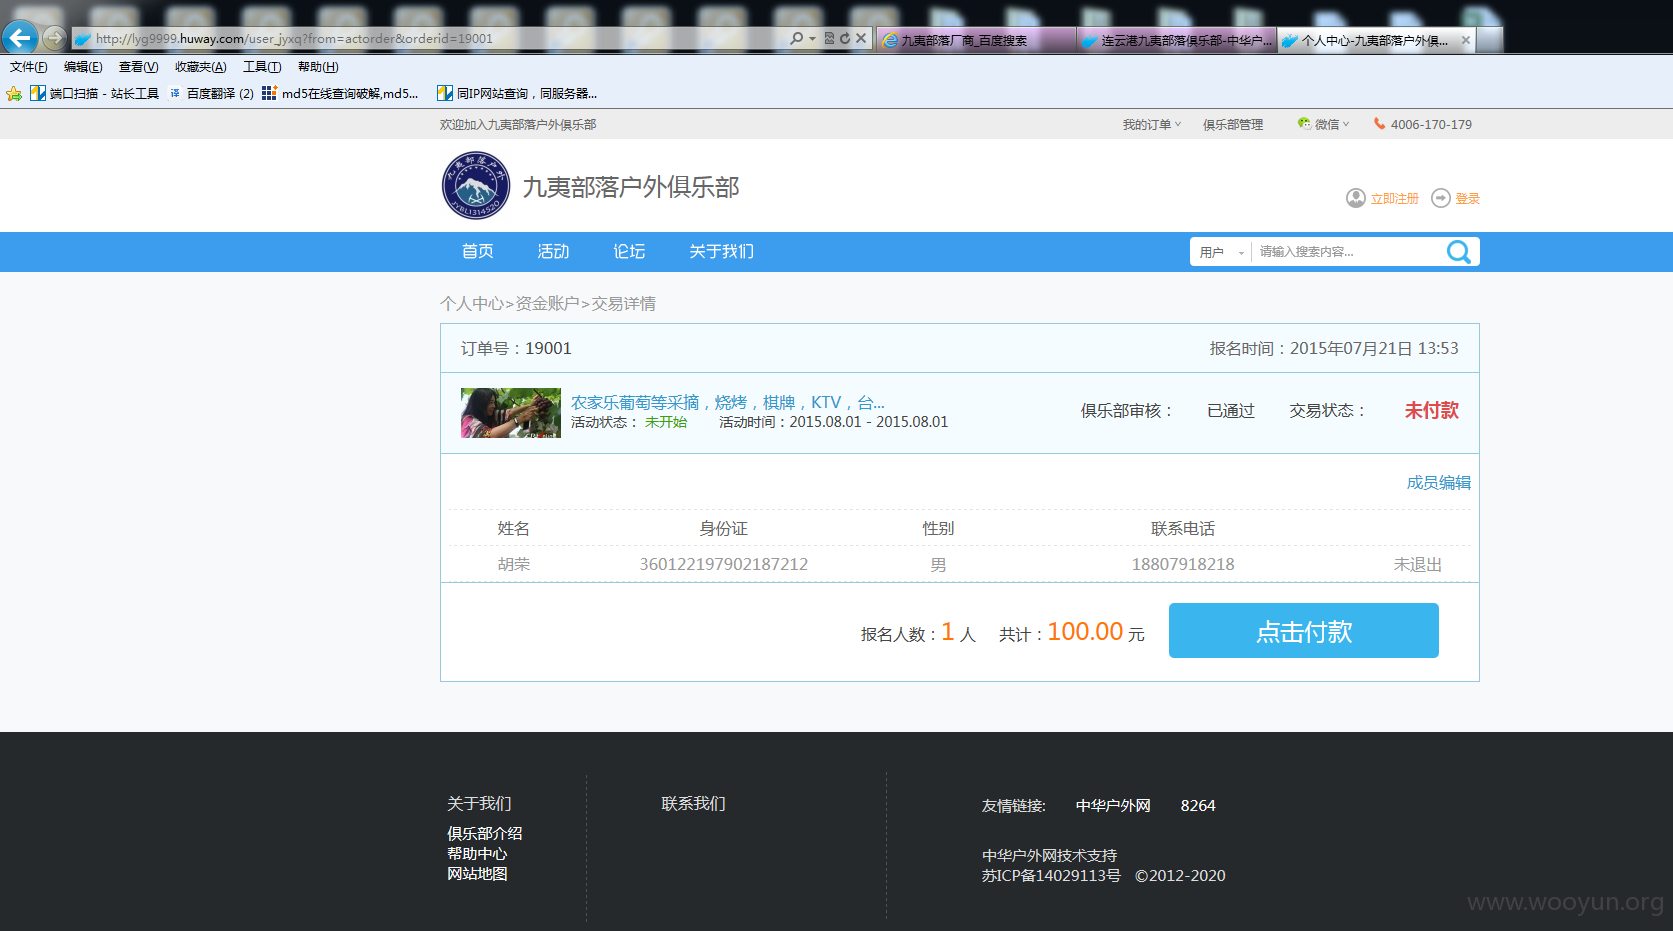 http://lyg9999.huway.com/user_jyxq?from=actorder&orderid=19001
九夷部落厂商_百度搜索
连云港九夷部落俱乐部-中华户...
个人中心-九夷部落户外俱...
文件(F) 编辑(E) 查看(V) 收藏夹(A) 工具(T) 帮助(H)
端口扫描 - 站长工具 译 百度翻译 (2) md5在线查询破解,md5... 同IP网站查询，同服务器...
欢迎加入九夷部落户外俱乐部 我的订单 俱乐部管理 微信 4006-170-179
九夷部落户外
JYBL1314520
九夷部落户外俱乐部
立即注册 登录
首页 活动 论坛 关于我们 用户 请输入搜索内容...
个人中心>资金账户>交易详情
订单号：19001 报名时间：2015年07月21日 13:53
农家乐葡萄等采摘，烧烤，棋牌，KTV，台...
活动状态： 未开始 活动时间：2015.08.01 - 2015.08.01
俱乐部审核： 已通过 交易状态： 未付款
成员编辑
姓名 身份证 性别 联系电话
胡荣 360122197902187212 男 18807918218 未退出
报名人数：1 人 共计：100.00 元 点击付款
关于我们
俱乐部介绍
帮助中心
网站地图
联系我们
友情链接: 中华户外网 8264
中华户外网技术支持
苏ICP备14029113号 ©2012-2020
www.wooyun.org